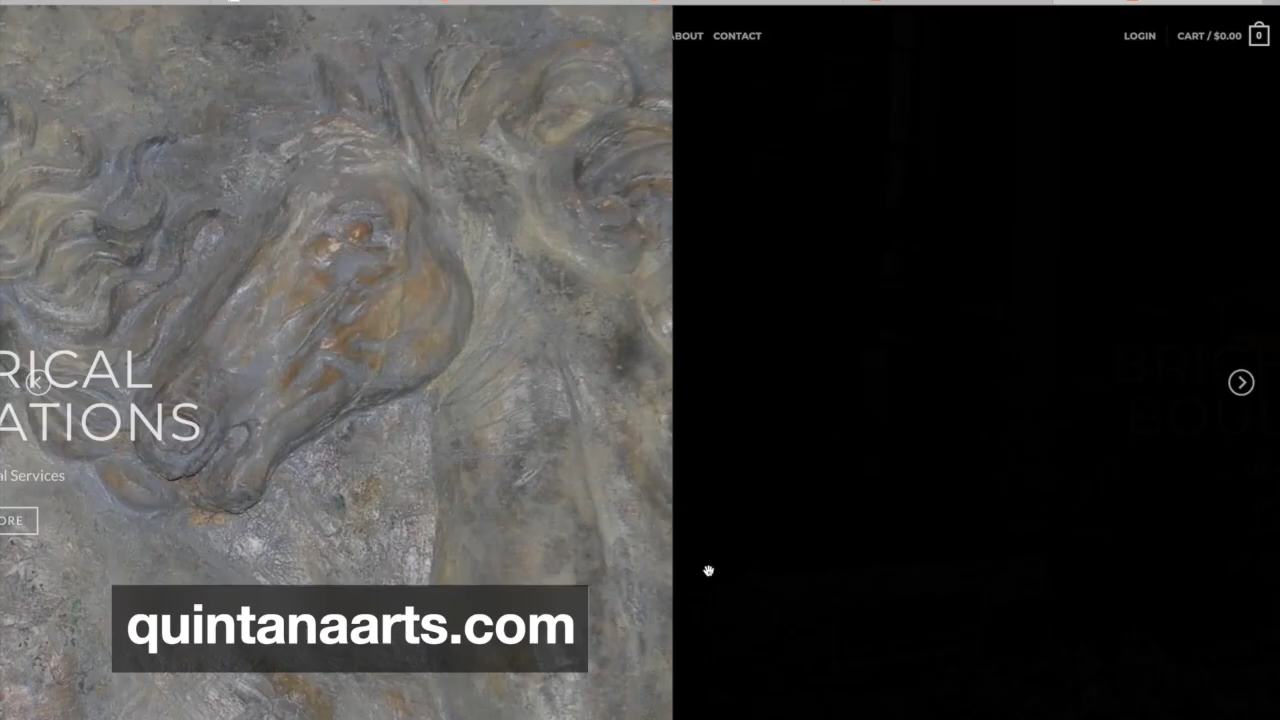 ABOUT CONTACT LOGIN CART / $0.00 0
RICAL
ATIONS
al Services
ORE
quintanaarts.com